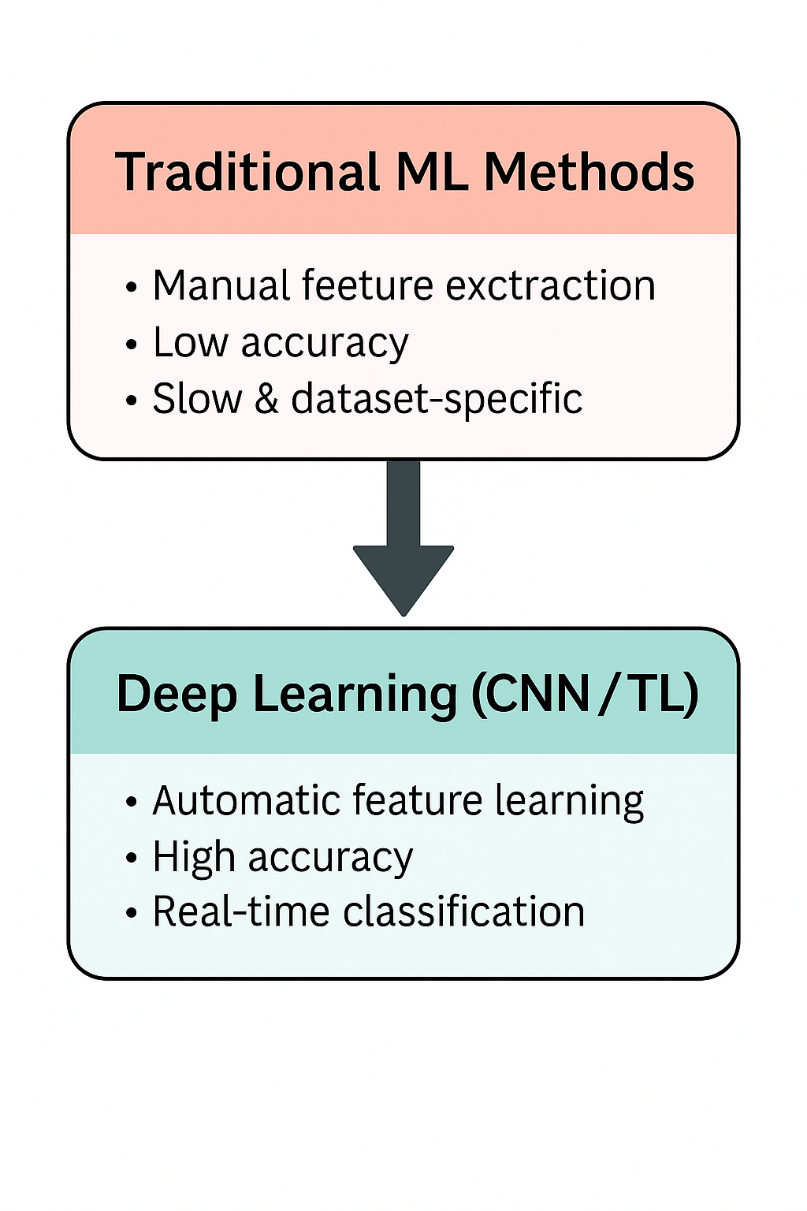 Traditional ML Methods
• Manual feeture exctraction
• Low accuracy
• Slow & dataset-specific
Deep Learning (CNN/TL)
• Automatic feature learning
• High accuracy
• Real-time classification